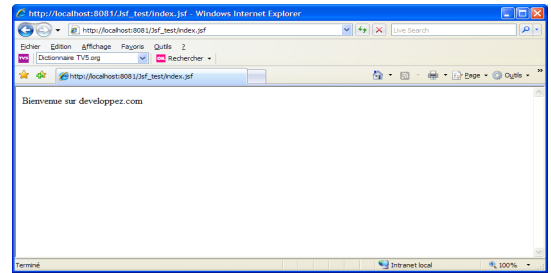 http://localhost:8081/Jsf_test/index.jsf - Windows Internet Explorer
http://localhost:8081/Jsf_test/index.jsf Live Search
Fichier Edition Affichage Favoris Outils ?
TV5 Dictionnaire TV5.org Rechercher
http://localhost:8081/Jsf_test/index.jsf Page Outils »
Bienvenue sur developpez.com
Terminé Intranet local 100%